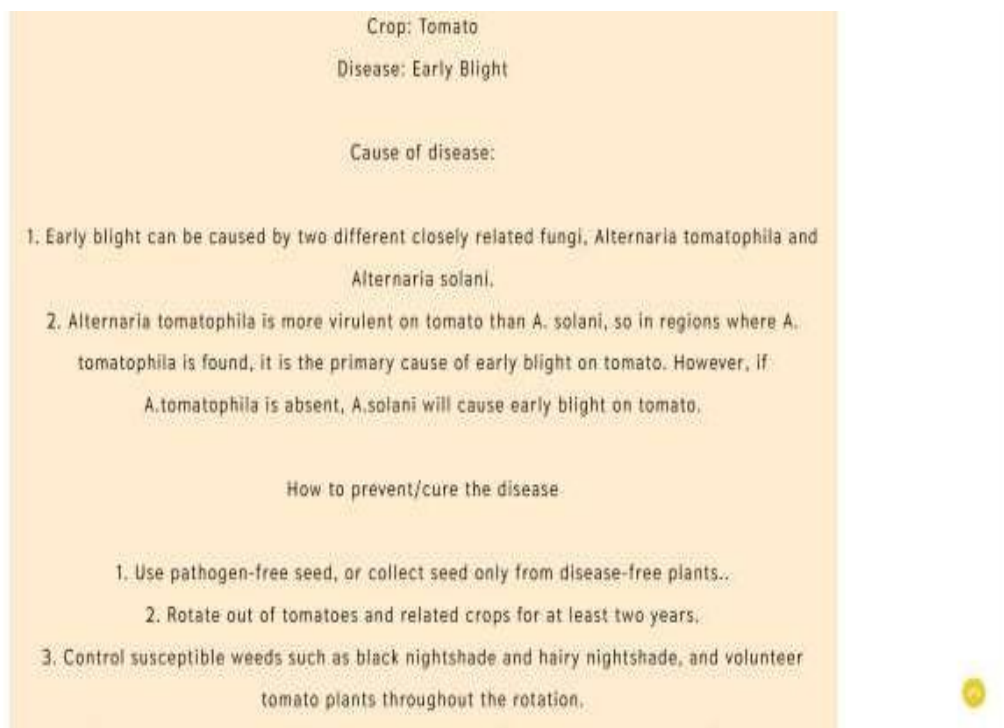 Crop: Tomato
Disease: Early Blight
Cause of disease:
1. Early blight can be caused by two different closely related fungi, Alternaria tomatophila and
Alternaria solani.
2. Alternaria tomatophila is more virulent on tomato than A. solani, so in regions where A.
tomatophila is found, it is the primary cause of early blight on tomato. However, if
A.tomatophila is absent, A.solani will cause early blight on tomato.
How to prevent/cure the disease
1. Use pathogen-free seed, or collect seed only from disease-free plants..
2. Rotate out of tomatoes and related crops for at least two years.
3. Control susceptible weeds such as black nightshade and hairy nightshade, and volunteer
tomato plants throughout the rotation.